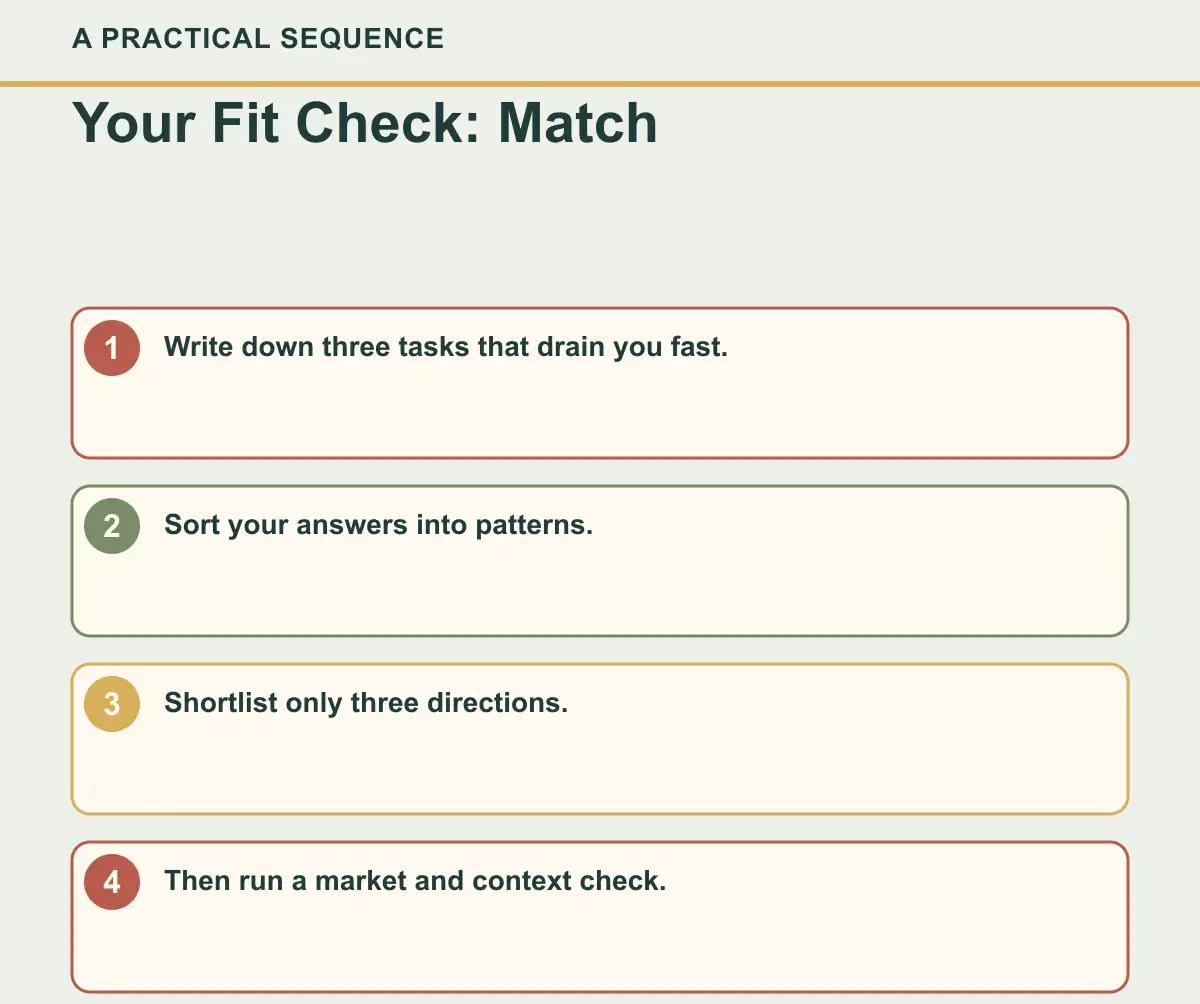 A PRACTICAL SEQUENCE
Your Fit Check: Match
1 Write down three tasks that drain you fast.
2 Sort your answers into patterns.
3 Shortlist only three directions.
4 Then run a market and context check.